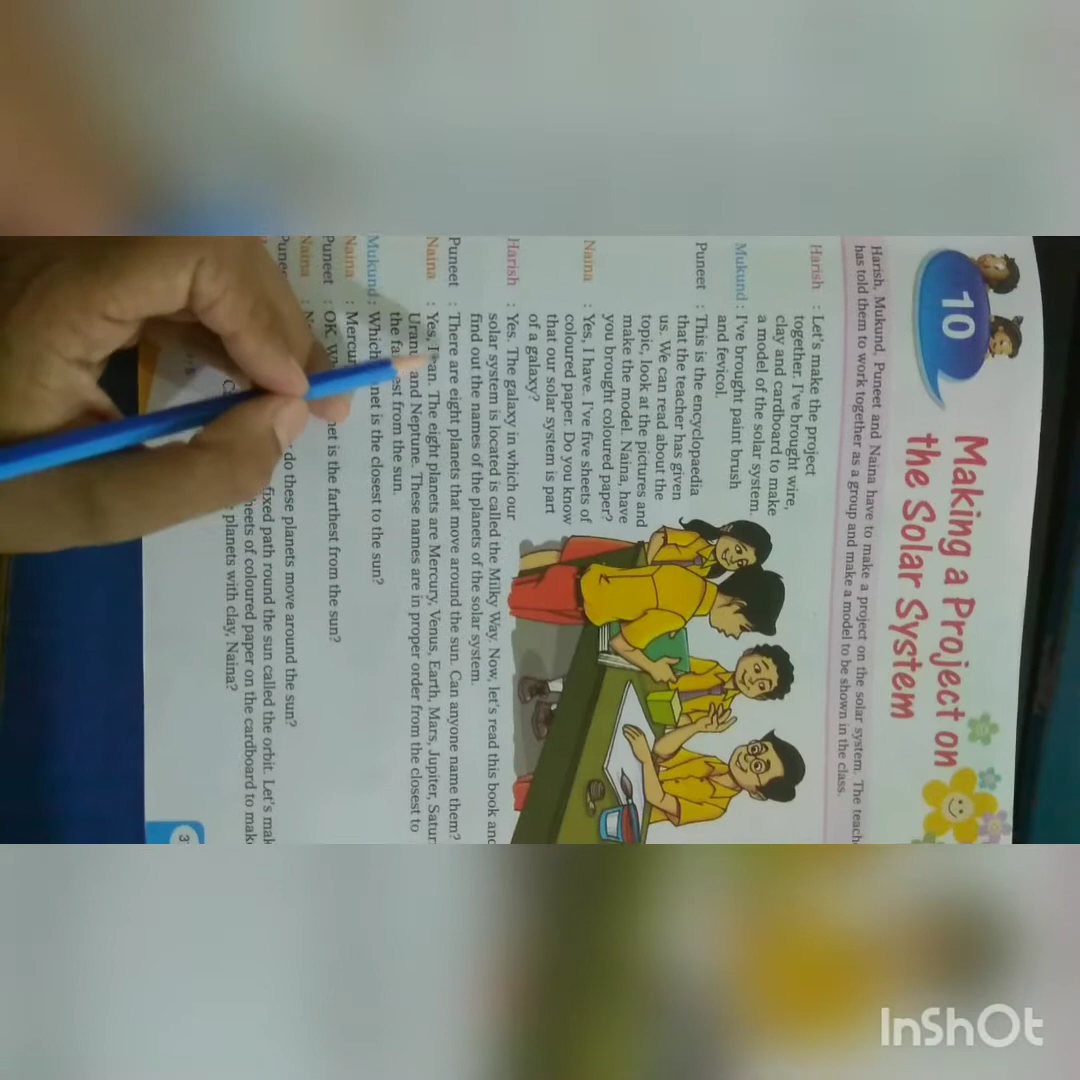 10
Making a Project on
the Solar System
Harish, Mukund, Puneet and Naina have to make a project on the solar system. The
has told them to work together as a group and make a model to be shown in the class.
Harish : Let's make the project
together. I've brought wire,
clay and cardboard to make
a model of the solar system.
Mukund : I've brought paint brush
and fevicol.
Puneet : This is the encyclopaedia
that the teacher has given
us. We can read about the
topic, look at the pictures and
make the model. Naina, have
you brought coloured paper?
Naina : Yes, I have. I've five sheets of
coloured paper. Do you know
that our solar system is part
of a galaxy?
Harish : Yes. The galaxy in which our
solar system is located is called the Milky Way. Now, let's read this book and
find out the names of the planets of the solar system.
Puneet : There are eight planets that move around the sun. Can anyone name them?
Naina : Yes, I can. The eight planets are Mercury, Venus, Earth, Mars, Jupiter,
and Neptune. These names are in proper order from the closest to
the from the sun.
Mukund : Which is the closest to the sun?
Naina :
Puneet : OK. is the farthest from the sun?
Naina :
do these planets move around the sun?
fixed path round the sun called the orbit. Let's
of coloured paper on the cardboard to
planets with clay, Naina?
InShOt